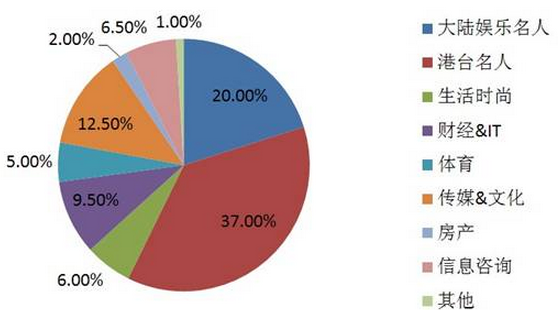 6.50%
1.00%
2.00%
20.00%
12.50%
5.00%
9.50%
37.00%
6.00%
大陆娱乐名人
港台名人
生活时尚
财经&IT
体育
传媒&文化
房产
信息咨询
其他